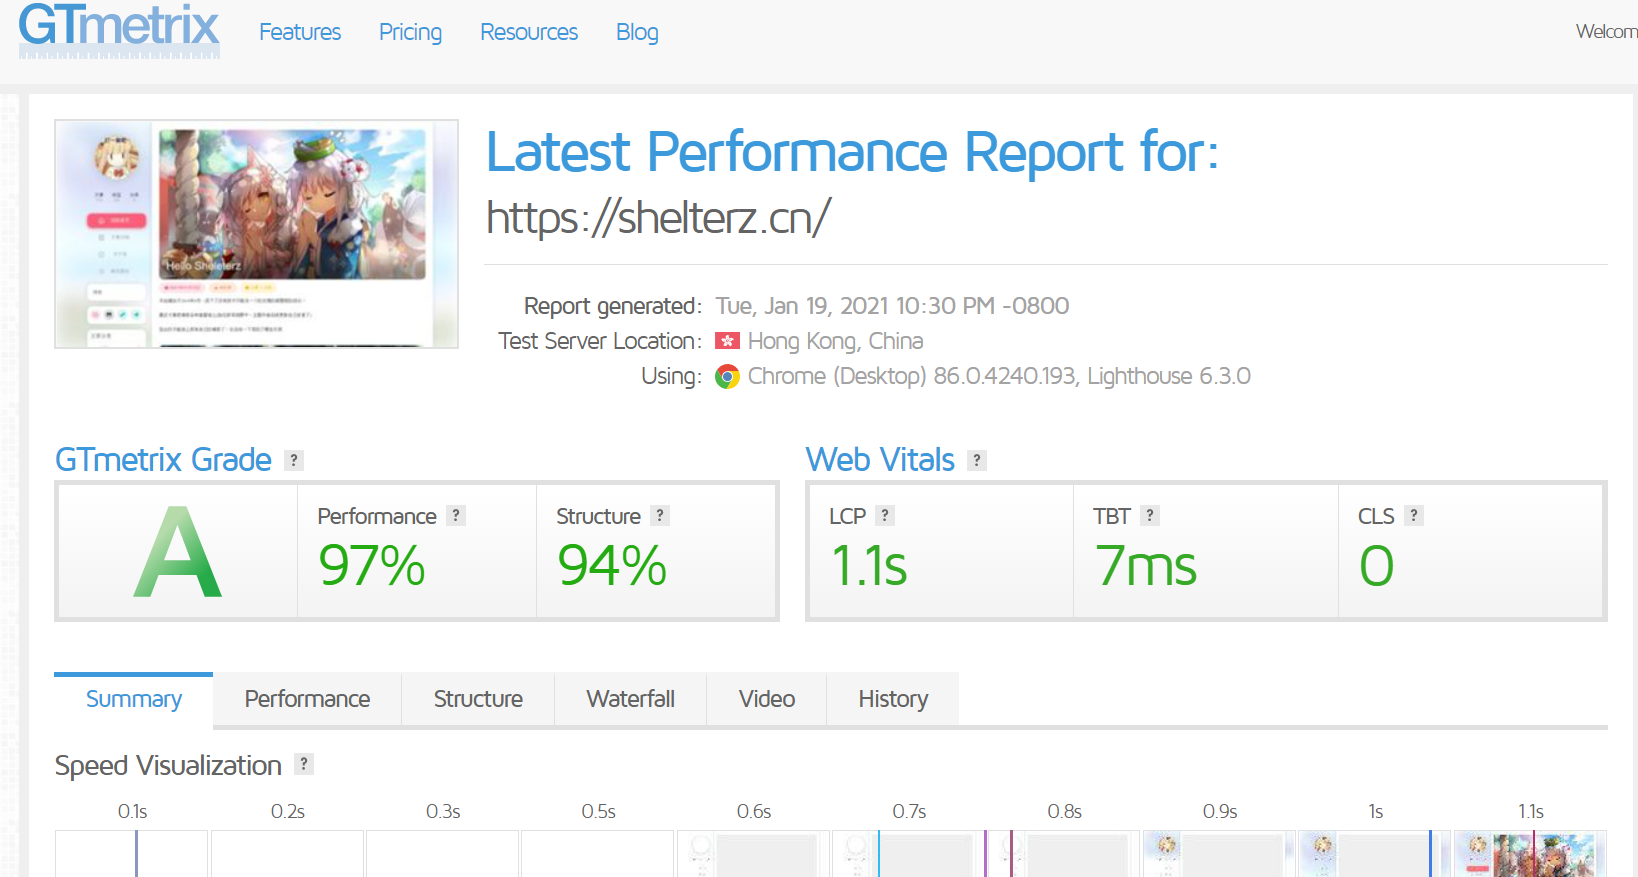 GTmetrix
Features Pricing Resources Blog
Welcom
Hello Sheleterz
Latest Performance Report for:
https://shelterz.cn/
Report generated: Tue, Jan 19, 2021 10:30 PM -0800
Test Server Location: Hong Kong, China
Using: Chrome (Desktop) 86.0.4240.193, Lighthouse 6.3.0
GTmetrix Grade ?
Web Vitals ?
A
Performance ?
97%
Structure ?
94%
LCP ?
1.1s
TBT ?
7ms
CLS ?
0
Summary Performance Structure Waterfall Video History
Speed Visualization ?
0.1s 0.2s 0.3s 0.5s 0.6s 0.7s 0.8s 0.9s 1s 1.1s